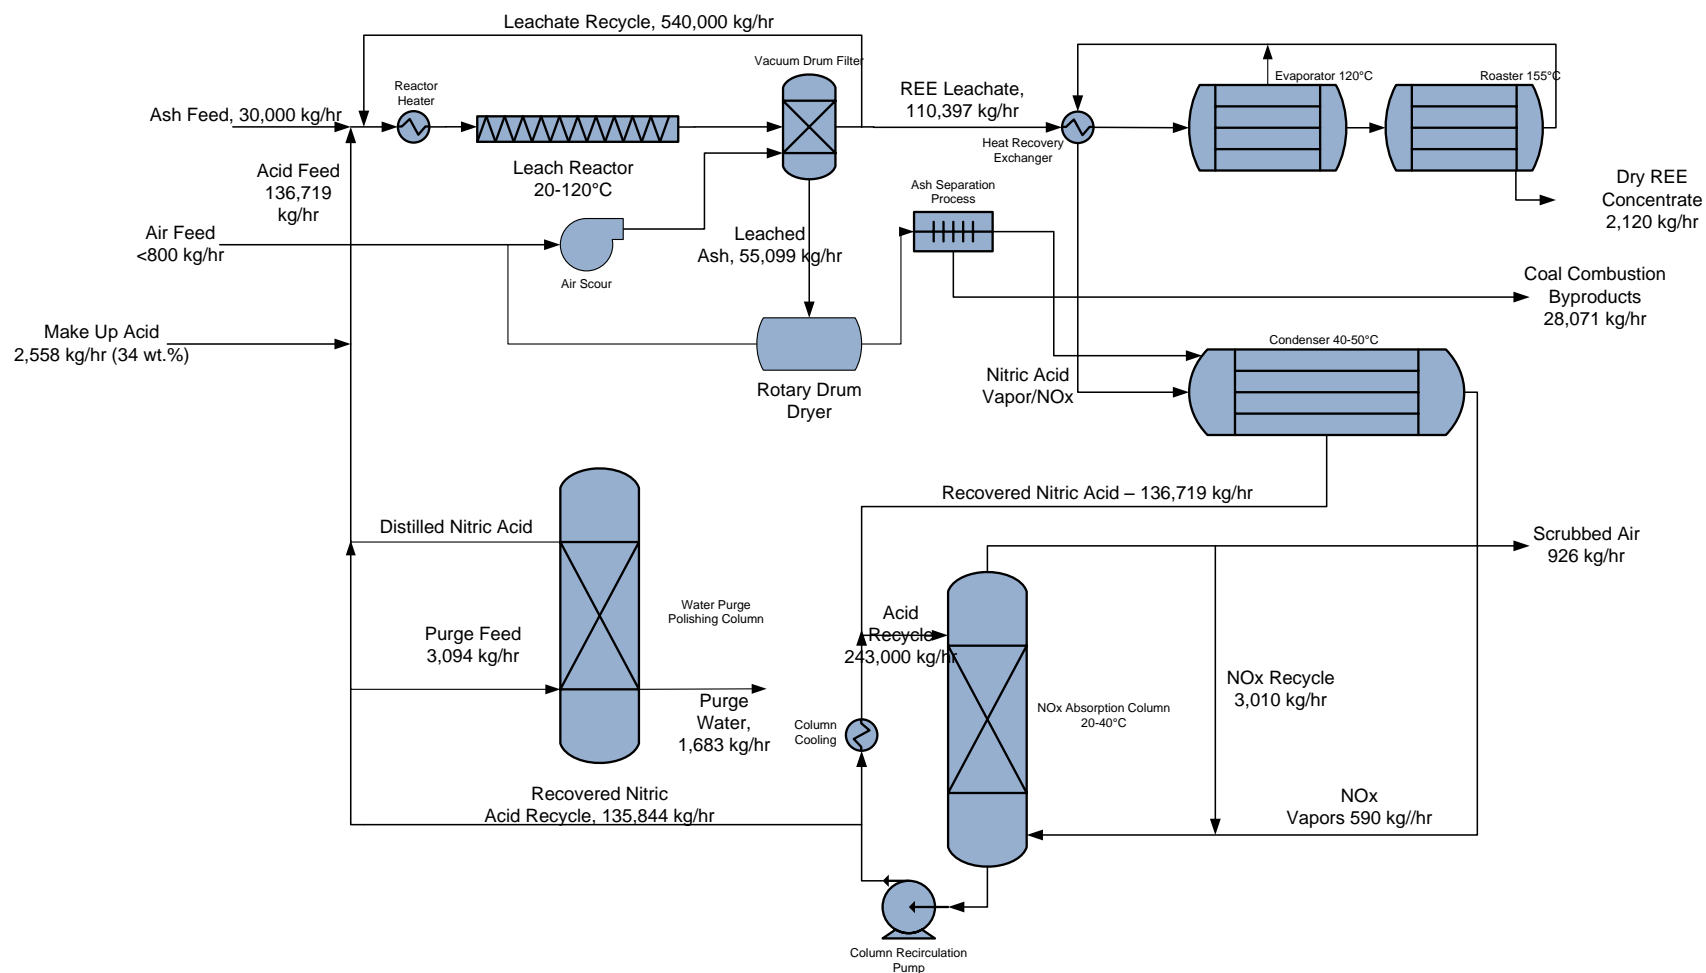 Leachate Recycle, 540,000 kg/hr
Vacuum Drum Filter
Reactor
Heater
Ash Feed, 30,000 kg/hr
REE Leachate,
110,397 kg/hr
Evaporator 120°C
Roaster 155°C
Heat Recovery
Exchanger
Acid Feed
136,719
kg/hr
Leach Reactor
20-120°C
Ash Separation
Process
Dry REE
Concentrate
2,120 kg/hr
Air Feed
<800 kg/hr
Air Scour
Leached
Ash, 55,099 kg/hr
Coal Combustion
Byproducts
28,071 kg/hr
Make Up Acid
2,558 kg/hr (34 wt.%)
Rotary Drum
Dryer
Condenser 40-50°C
Nitric Acid
Vapor/NOx
Recovered Nitric Acid – 136,719 kg/hr
Distilled Nitric Acid
Scrubbed Air
926 kg/hr
Water Purge
Polishing Column
Purge Feed
3,094 kg/hr
Acid
Recycle
243,000 kg/hr
Purge
Water,
1,683 kg/hr
Column
Cooling
NOx Absorption Column
20-40°C
NOx Recycle
3,010 kg/hr
Recovered Nitric
Acid Recycle, 135,844 kg/hr
NOx
Vapors 590 kg//hr
Column Recirculation
Pump